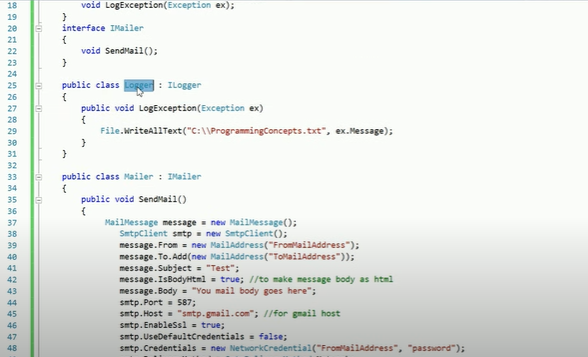 18 void LogException(Exception ex);
19 }
20 interface IMailer
21 {
22 void SendMail();
23 }
24
25 public class Logger : ILogger
26 {
27 public void LogException(Exception ex)
28 {
29 File.WriteAllText("C:\\ProgrammingConcepts.txt", ex.Message);
30 }
31 }
32
33 public class Mailer : IMailer
34 {
35 public void SendMail()
36 {
37 MailMessage message = new MailMessage();
38 SmtpClient smtp = new SmtpClient();
39 message.From = new MailAddress("FromMailAddress");
40 message.To.Add(new MailAddress("ToMailAddress"));
41 message.Subject = "Test";
42 message.IsBodyHtml = true; //to make message body as html
43 message.Body = "You mail body goes here";
44 smtp.Port = 587;
45 smtp.Host = "smtp.gmail.com"; //for gmail host
46 smtp.EnableSsl = true;
47 smtp.UseDefaultCredentials = false;
48 smtp.Credentials = new NetworkCredential("FromMailAddress", "password");